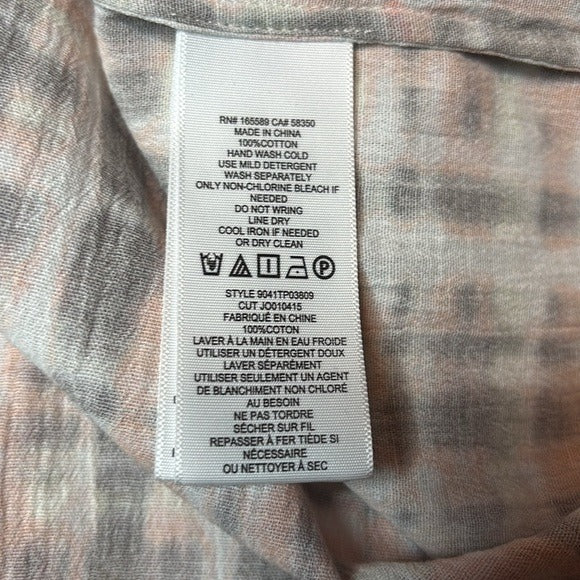 RN# 165589 CA# 58350
MADE IN CHINA
100%COTTON
HAND WASH COLD
USE MILD DETERGENT
WASH SEPARATELY
ONLY NON-CHLORINE BLEACH IF
NEEDED
DO NOT WRING
LINE DRY
COOL IRON IF NEEDED
OR DRY CLEAN
P
STYLE 9041TP03809
CUT JO010415
FABRIQUÉ EN CHINE
100%COTON
LAVER À LA MAIN EN EAU FROIDE
UTILISER UN DÉTERGENT DOUX
LAVER SÉPARÉMENT
UTILISER SEULEMENT UN AGENT
DE BLANCHIMENT NON CHLORÉ
AU BESOIN
NE PAS TORDRE
SÉCHER SUR FIL
REPASSER À FER TIÈDE SI
NÉCESSAIRE
OU NETTOYER À SEC